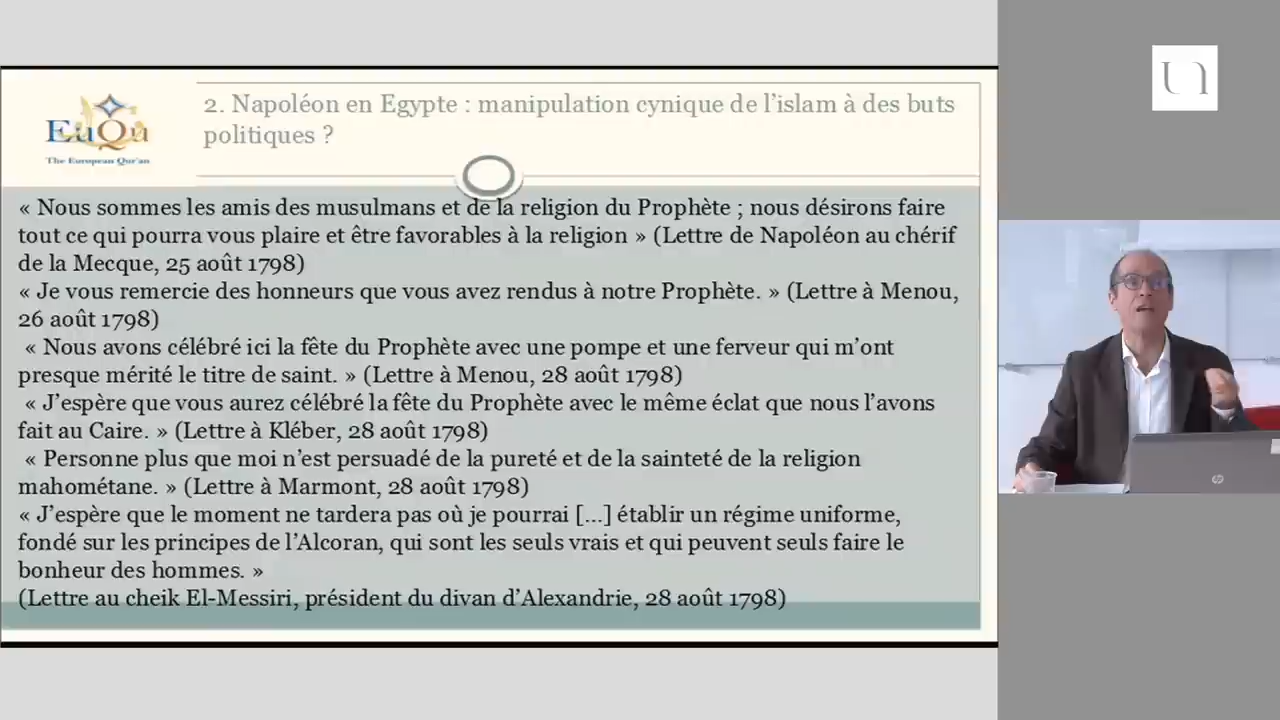 EuQu
The European Qur'an
2. Napoléon en Egypte : manipulation cynique de l'islam à des buts
politiques ?
« Nous sommes les amis des musulmans et de la religion du Prophète ; nous désirons faire
tout ce qui pourra vous plaire et être favorables à la religion » (Lettre de Napoléon au chérif
de la Mecque, 25 août 1798)
« Je vous remercie des honneurs que vous avez rendus à notre Prophète. » (Lettre à Menou,
26 août 1798)
« Nous avons célébré ici la fête du Prophète avec une pompe et une ferveur qui m'ont
presque mérité le titre de saint. » (Lettre à Menou, 28 août 1798)
« J'espère que vous aurez célébré la fête du Prophète avec le même éclat que nous l'avons
fait au Caire. » (Lettre à Kléber, 28 août 1798)
« Personne plus que moi n'est persuadé de la pureté et de la sainteté de la religion
mahométane. » (Lettre à Marmont, 28 août 1798)
« J'espère que le moment ne tardera pas où je pourrai [...] établir un régime uniforme,
fondé sur les principes de l'Alcoran, qui sont les seuls vrais et qui peuvent seuls faire le
bonheur des hommes. »
(Lettre au cheik El-Messiri, président du divan d'Alexandrie, 28 août 1798)
hp